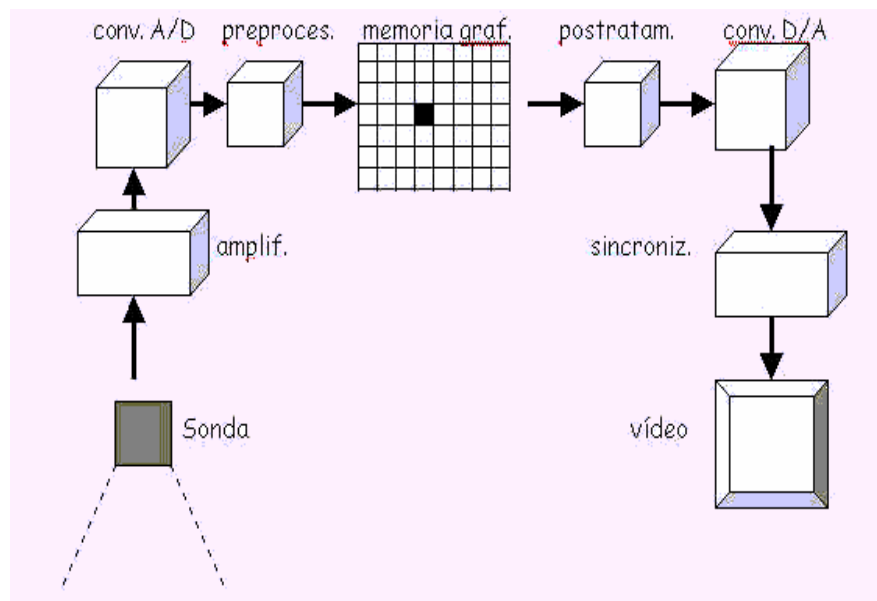 conv. A/D preproces. memoria graf. postratam. conv. D/A
amplif. sincroniz.
Sonda vídeo